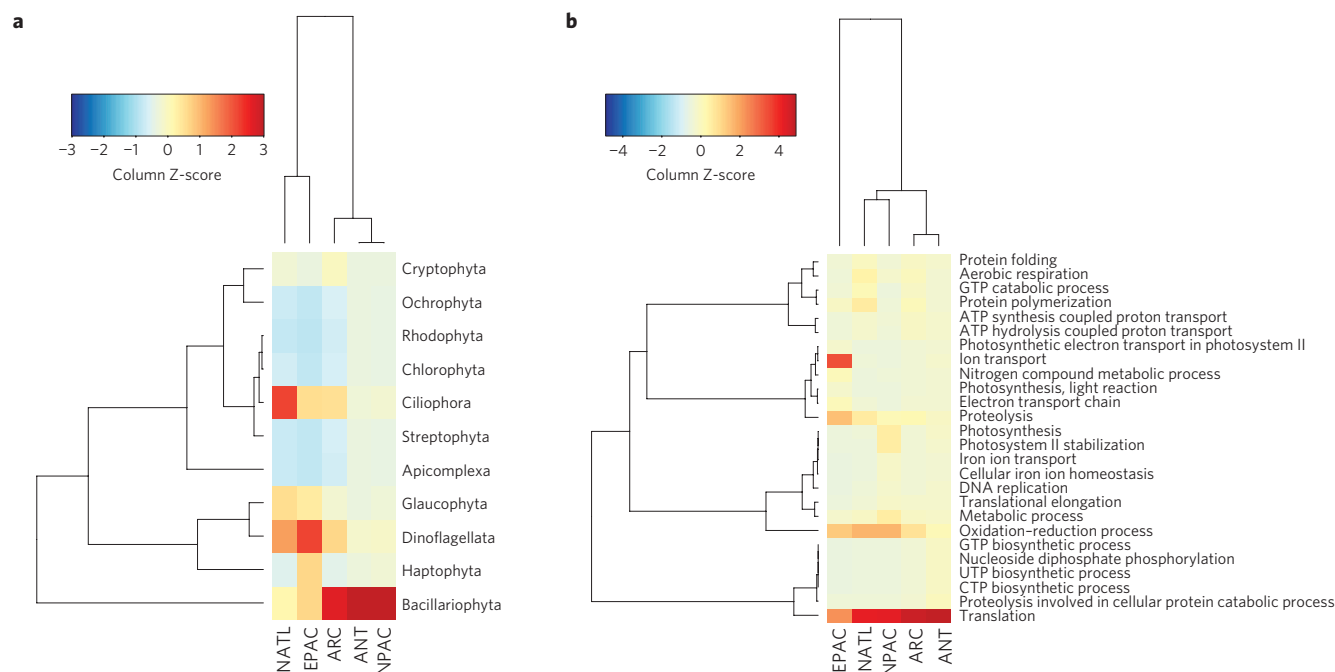 a
−3 −2 −1 0 1 2 3
Column Z-score
Cryptophyta
Ochrophyta
Rhodophyta
Chlorophyta
Ciliophora
Streptophyta
Apicomplexa
Glaucophyta
Dinoflagellata
Haptophyta
Bacillariophyta
NATL
EPAC
ARC
ANT
NPAC
b
−4 −2 0 2 4
Column Z-score
Protein folding
Aerobic respiration
GTP catabolic process
Protein polymerization
ATP synthesis coupled proton transport
ATP hydrolysis coupled proton transport
Photosynthetic electron transport in photosystem II
Ion transport
Nitrogen compound metabolic process
Photosynthesis, light reaction
Electron transport chain
Proteolysis
Photosynthesis
Photosystem II stabilization
Iron ion transport
Cellular iron ion homeostasis
DNA replication
Translational elongation
Metabolic process
Oxidation–reduction process
GTP biosynthetic process
Nucleoside diphosphate phosphorylation
UTP biosynthetic process
CTP biosynthetic process
Proteolysis involved in cellular protein catabolic process
Translation
EPAC
NATL
NPAC
ARC
ANT